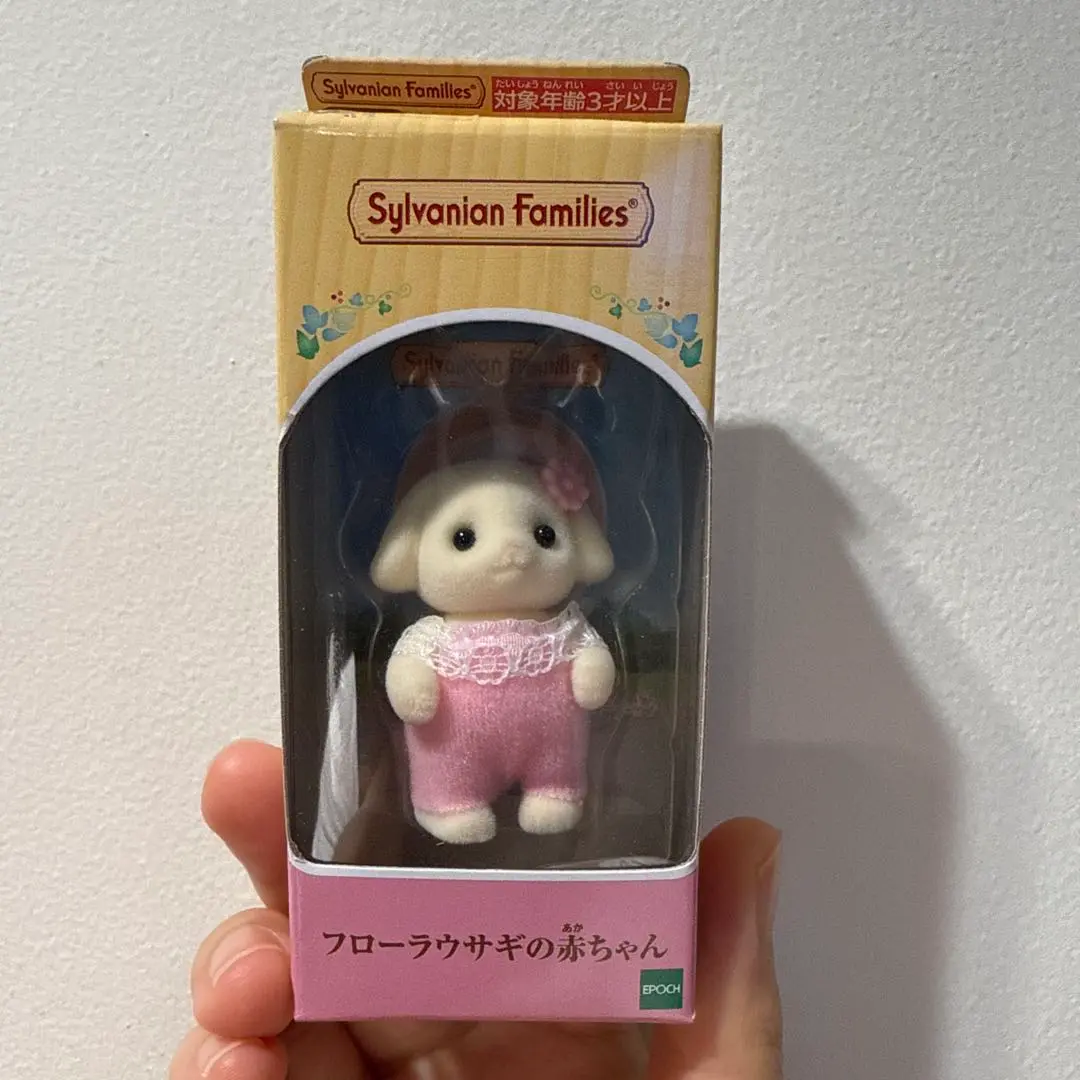 Sylvanian Families®
たいしょうねんれい さいいじょう
対象年齢3才以上
Sylvanian Families®
Sylvanian Families
あか
フローラウサギの赤ちゃん
EPOCH